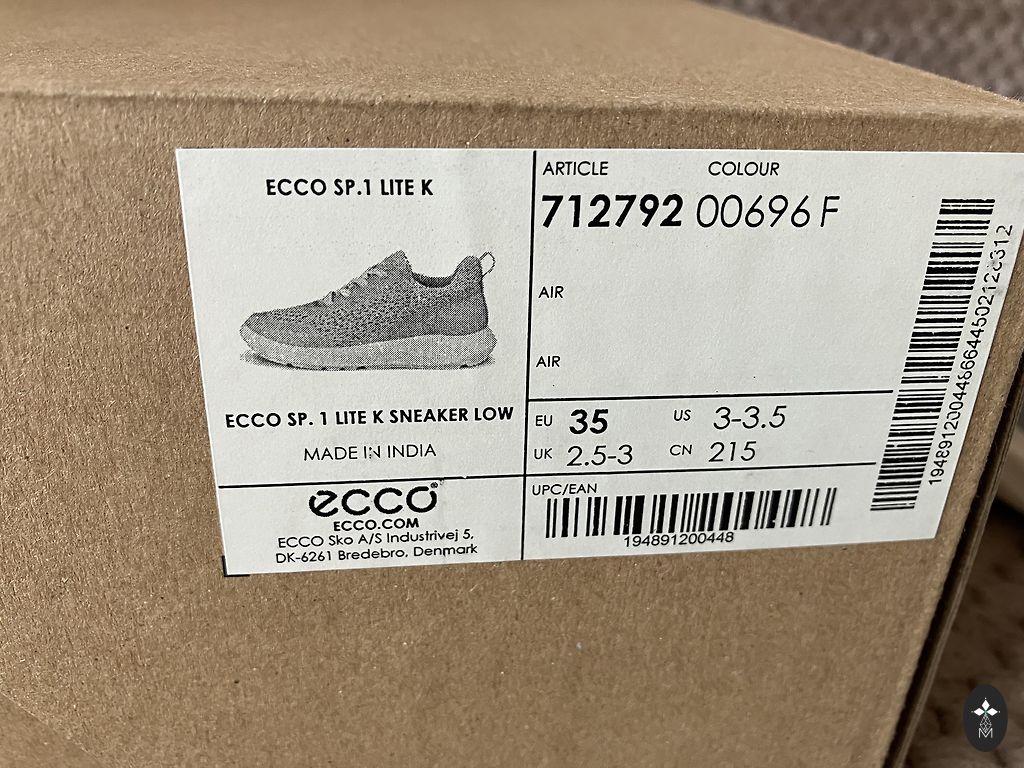 ECCO SP.1 LITE K
ECCO SP. 1 LITE K SNEAKER LOW
MADE IN INDIA
ecco®
ECCO.COM
ECCO Sko A/S Industrivej 5,
DK-6261 Bredebro, Denmark
ARTICLE COLOUR
712792 00696 F
AIR
AIR
EU 35 US 3-3.5
UK 2.5-3 CN 215
UPC/EAN
194891200448
M